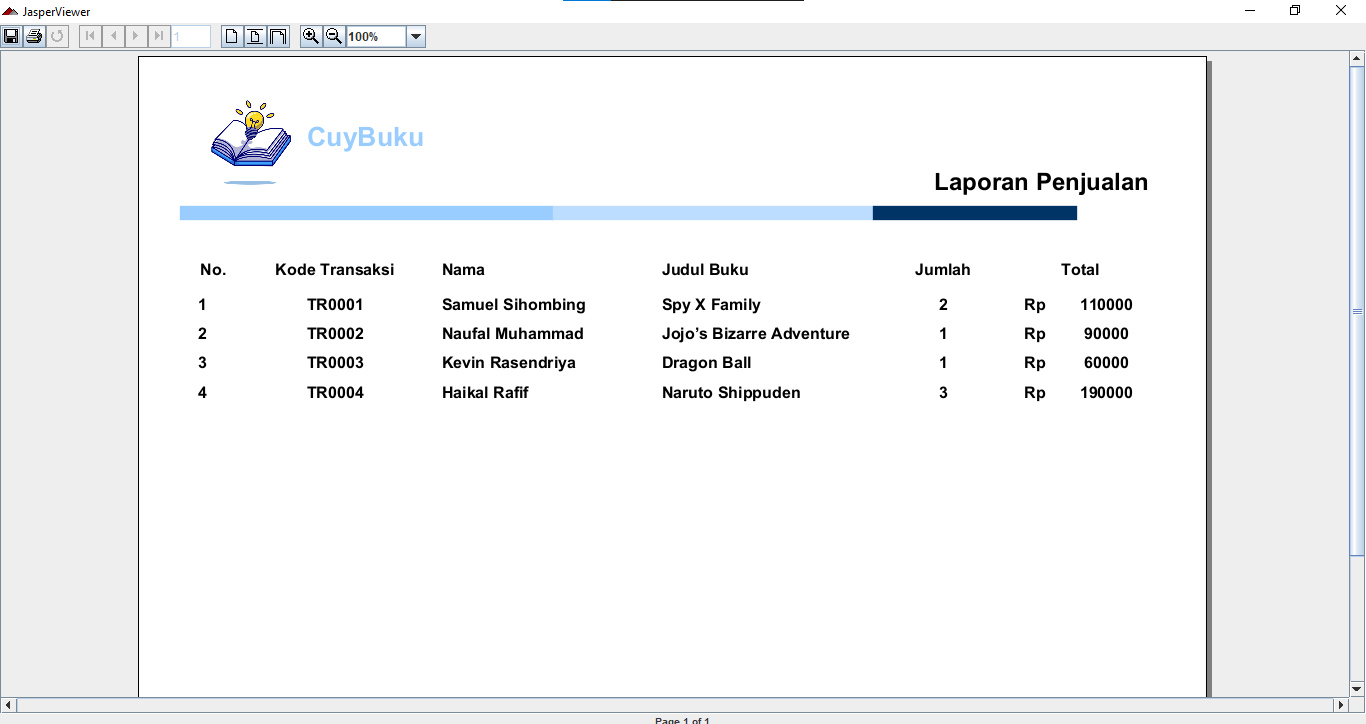 JasperViewer
1 100%
CuyBuku
Laporan Penjualan
No. Kode Transaksi Nama Judul Buku Jumlah Total
1 TR0001 Samuel Sihombing Spy X Family 2 Rp 110000
2 TR0002 Naufal Muhammad Jojo’s Bizarre Adventure 1 Rp 90000
3 TR0003 Kevin Rasendriya Dragon Ball 1 Rp 60000
4 TR0004 Haikal Rafif Naruto Shippuden 3 Rp 190000
Page 1 of 1